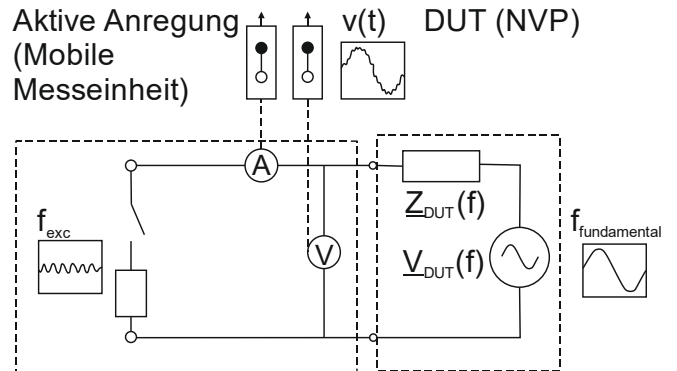 Aktive Anregung
(Mobile
Messeinheit)
v(t)
DUT (NVP)
A
V
f_exc
Z_DUT(f)
V_DUT(f)
f_fundamental